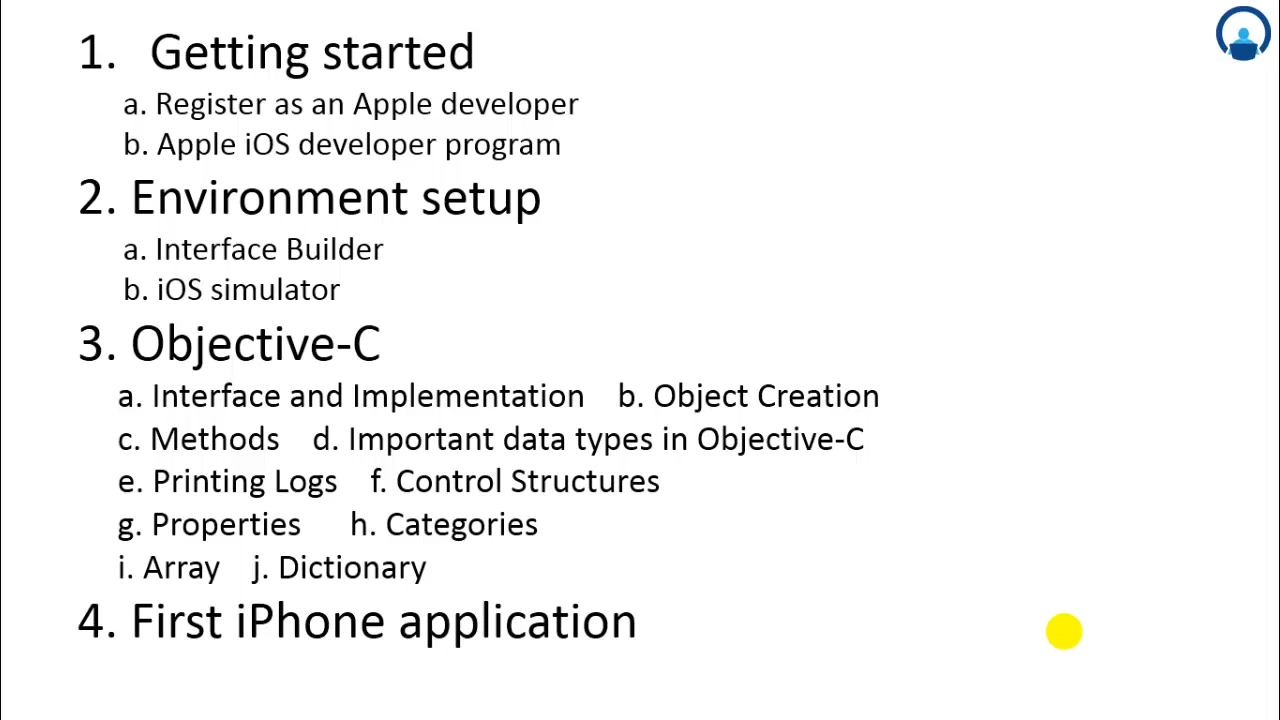 1. Getting started
a. Register as an Apple developer
b. Apple iOS developer program
2. Environment setup
a. Interface Builder
b. iOS simulator
3. Objective-C
a. Interface and Implementation b. Object Creation
c. Methods d. Important data types in Objective-C
e. Printing Logs f. Control Structures
g. Properties h. Categories
i. Array j. Dictionary
4. First iPhone application